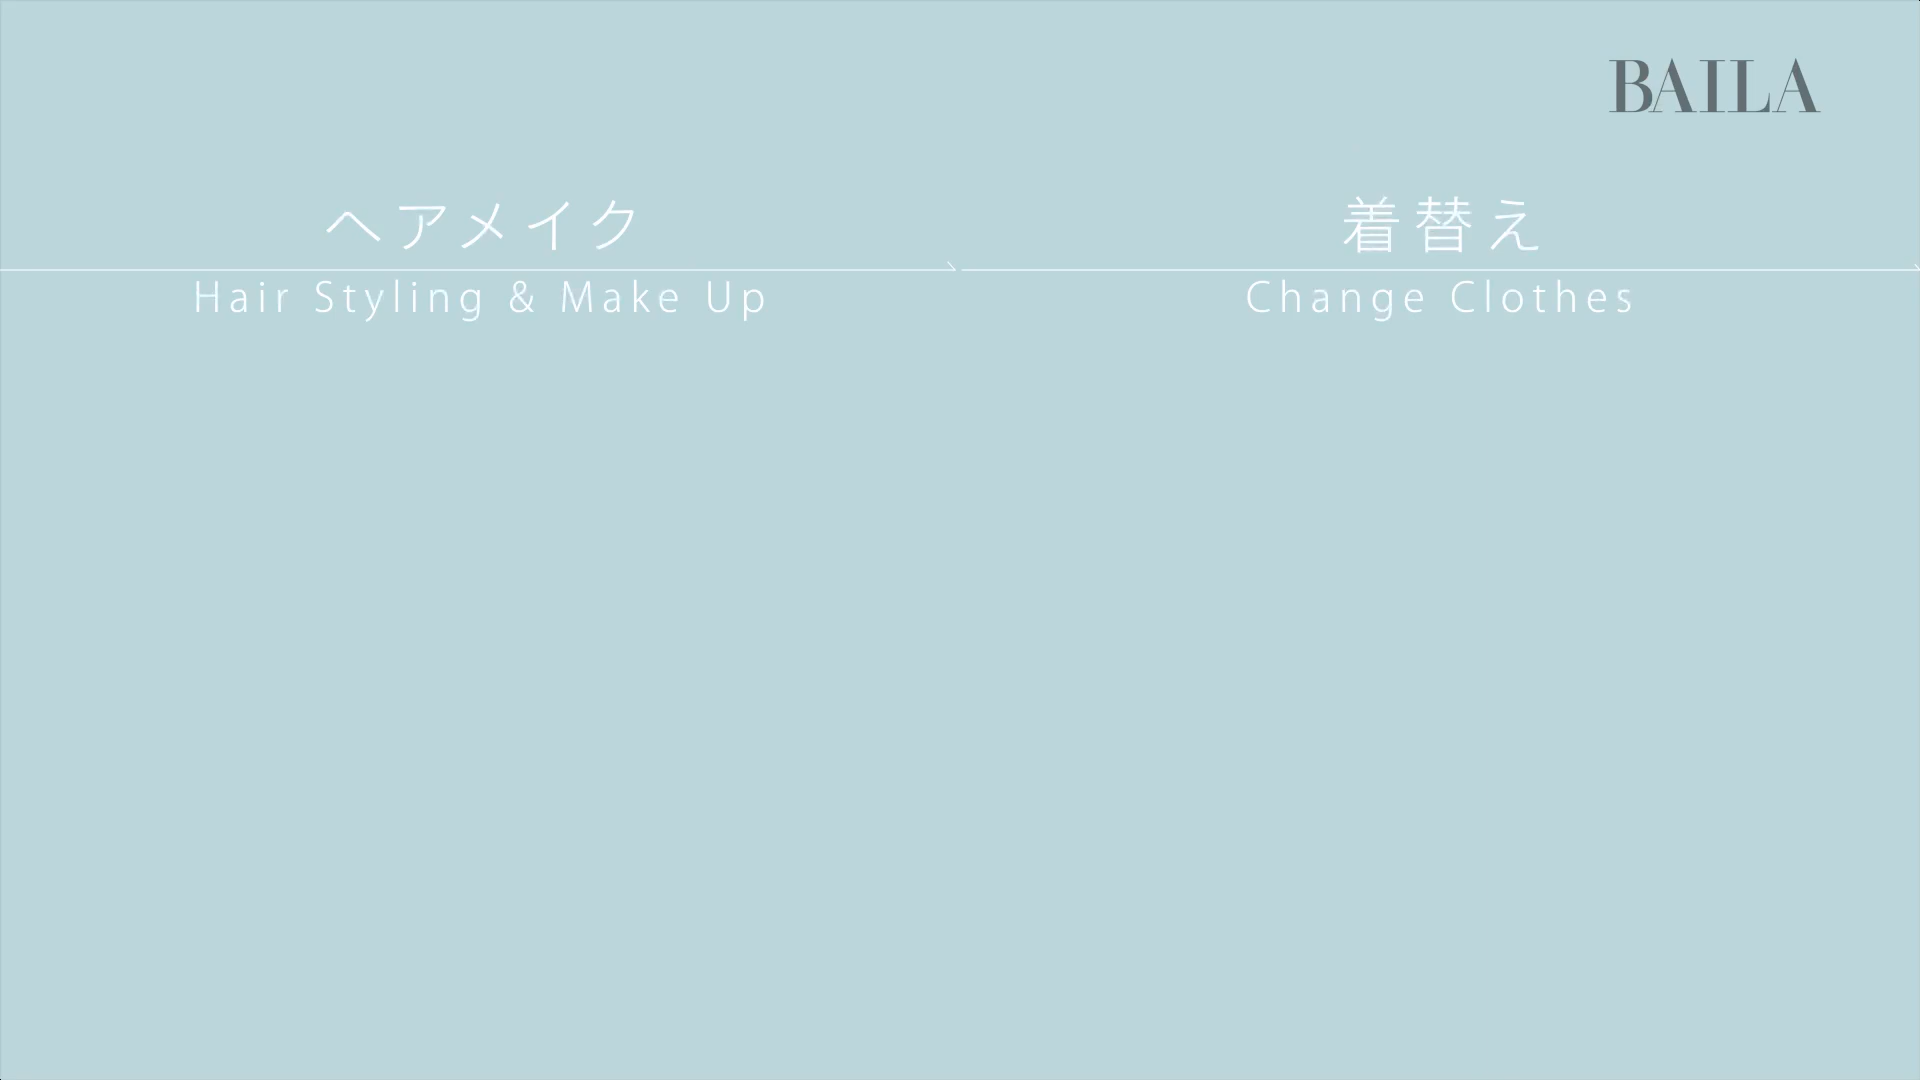 BAILA
ヘアメイク
Hair Styling & Make Up
着替え
Change Clothes